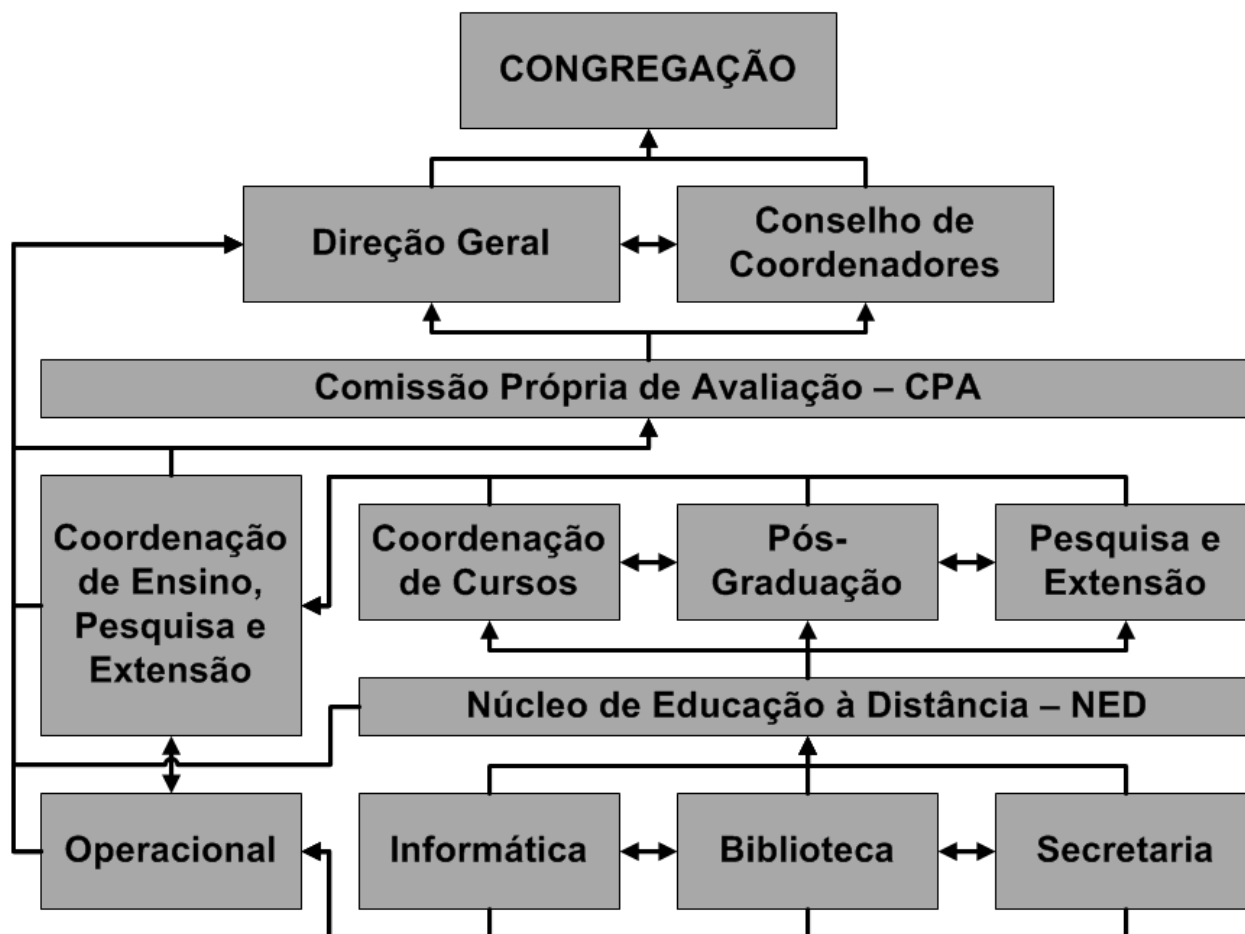 CONGREGAÇÃO
Direção Geral
Conselho de
Coordenadores
Comissão Própria de Avaliação – CPA
Coordenação
de Ensino,
Pesquisa e
Extensão
Coordenação
de Cursos
Pós-
Graduação
Pesquisa e
Extensão
Núcleo de Educação à Distância – NED
Operacional
Informática
Biblioteca
Secretaria